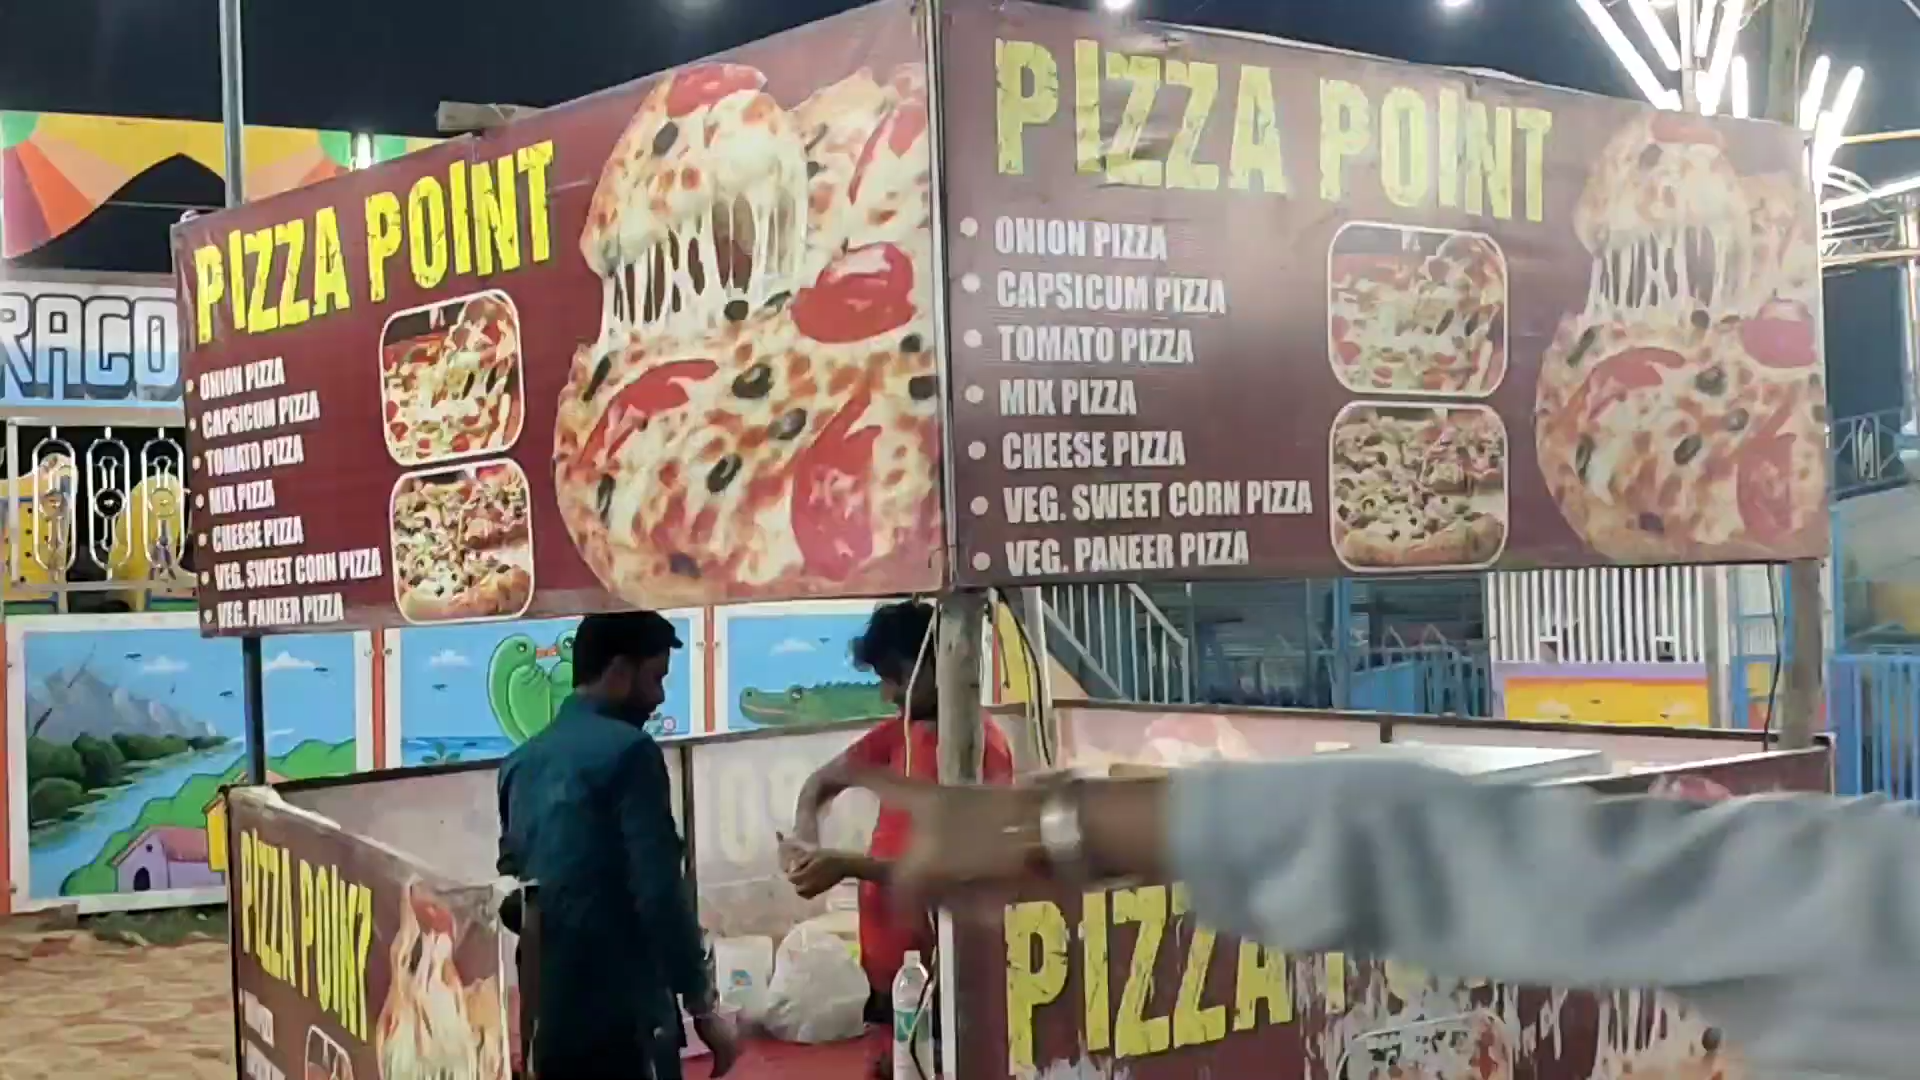 PIZZA POINT
ONION PIZZA
CAPSICUM PIZZA
TOMATO PIZZA
MIX PIZZA
CHEESE PIZZA
VEG. SWEET CORN PIZZA
VEG. PANEER PIZZA
PIZZA POINT
ONION PIZZA
CAPSICUM PIZZA
TOMATO PIZZA
MIX PIZZA
CHEESE PIZZA
VEG. SWEET CORN PIZZA
VEG. PANEER PIZZA
RAGO
PIZZA POINT
PIZZA